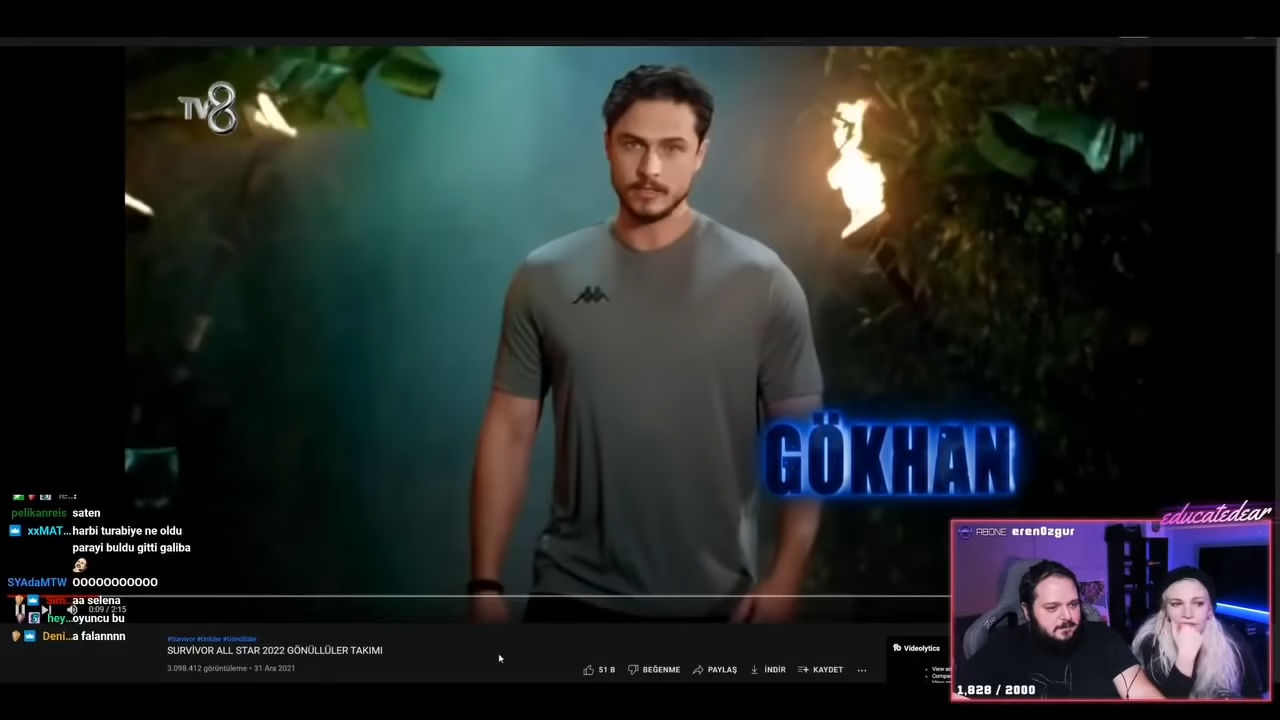 TV8
GÖKHAN
pelikanreis saten
xxMAT... harbi turabiye ne oldu
parayi buldu gitti galiba
SYAdaMTW OOOOOOOOOOO
Sim... aa selena
hey... oyuncu bu
Deni... a falannnn
0:09 / 2:15
#Survivor #Ünlüler #Gönüllüler
SURVİVOR ALL STAR 2022 GÖNÜLLÜLER TAKIMI
3.098.412 görüntüleme • 31 Ara 2021
51 B BEĞENME PAYLAŞ İNDİR KAYDET ...
Videolytics
educatedear
ABONE eren0zgur
1,828 / 2000